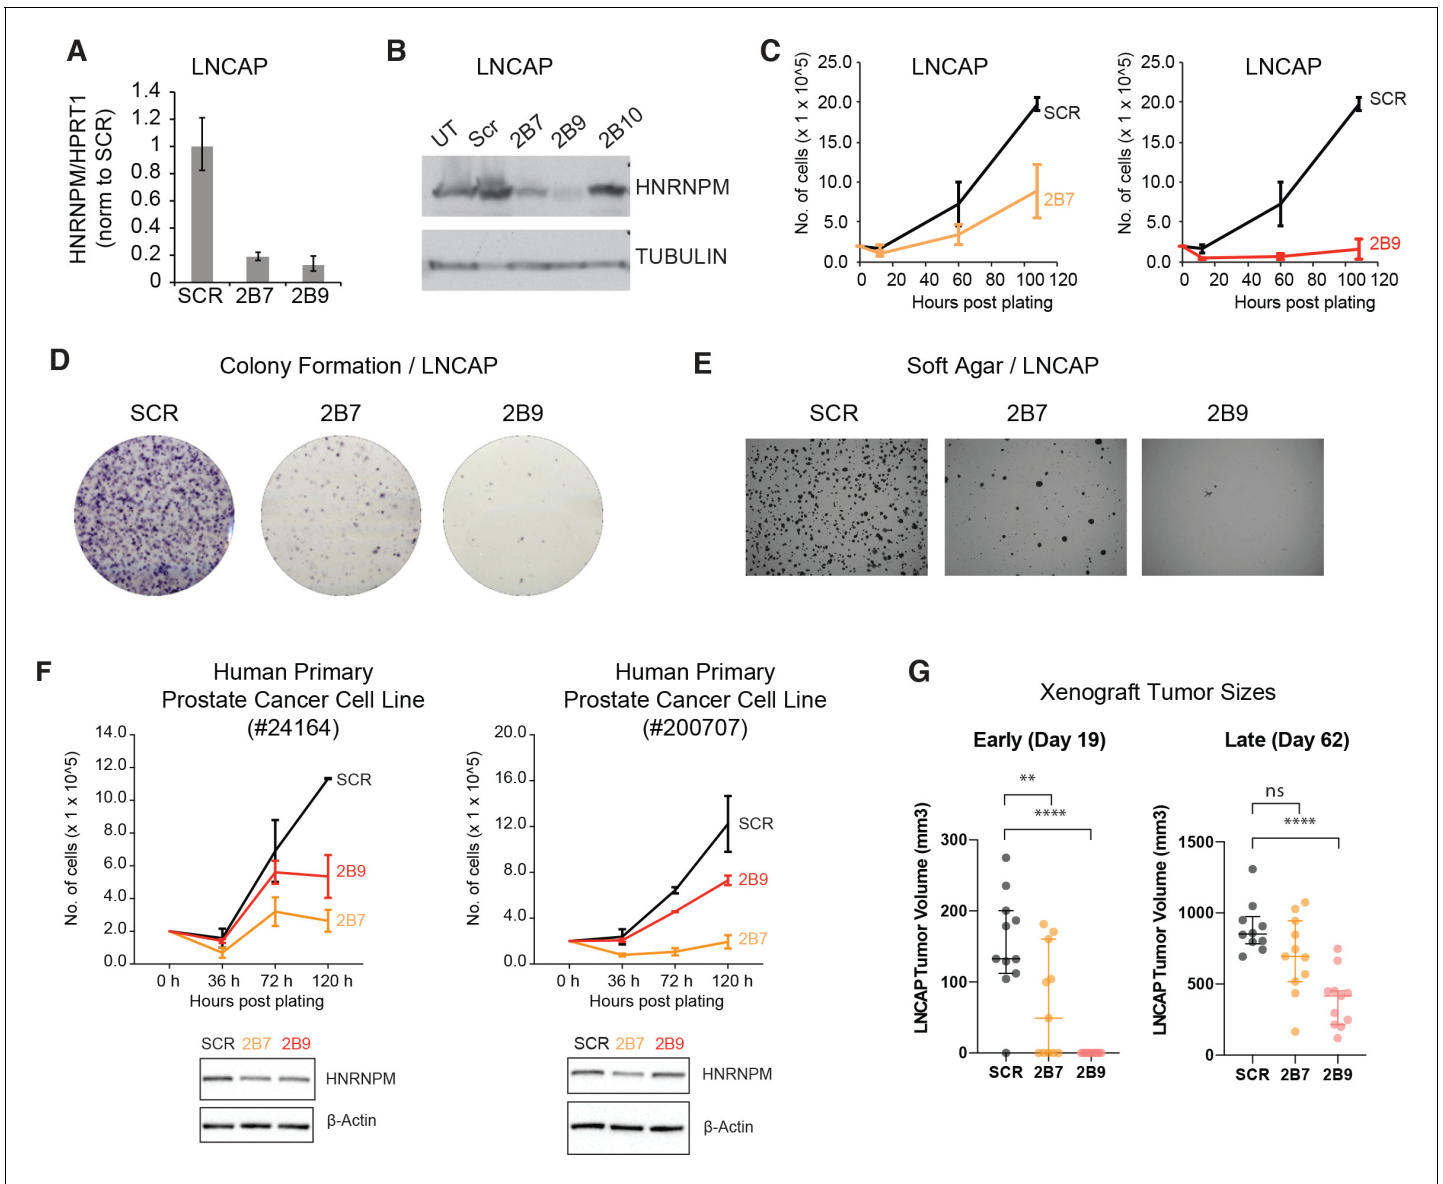 A
LNCAP
HNRNPM/HPRT1
(norm to SCR)
1.4
1.2
1
0.8
0.6
0.4
0.2
0
SCR 2B7 2B9
B
LNCAP
UT Scr 2B7 2B9 2B10
HNRNPM
TUBULIN
C
LNCAP
No. of cells (x 1 x 10^5)
25.0
20.0
15.0
10.0
5.0
0.0
SCR
2B7
0 20 40 60 80 100 120
Hours post plating
LNCAP
No. of cells (x 1 x 10^5)
25.0
20.0
15.0
10.0
5.0
0.0
SCR
2B9
0 20 40 60 80 100 120
Hours post plating
D
Colony Formation / LNCAP
SCR 2B7 2B9
E
Soft Agar / LNCAP
SCR 2B7 2B9
F
Human Primary
Prostate Cancer Cell Line
(#24164)
No. of cells (x 1 x 10^5)
14.0
12.0
10.0
8.0
6.0
4.0
2.0
0.0
SCR
2B9
2B7
0 h 36 h 72 h 120 h
Hours post plating
SCR 2B7 2B9
HNRNPM
β-Actin
Human Primary
Prostate Cancer Cell Line
(#200707)
No. of cells (x 1 x 10^5)
20.0
16.0
12.0
8.0
4.0
0.0
SCR
2B9
2B7
0 h 36 h 72 h 120 h
Hours post plating
SCR 2B7 2B9
HNRNPM
β-Actin
G
Xenograft Tumor Sizes
Early (Day 19)
**
****
LNCAP Tumor Volume (mm3)
300
200
100
0
SCR 2B7 2B9
Late (Day 62)
ns
****
LNCAP Tumor Volume (mm3)
1500
1000
500
0
SCR 2B7 2B9